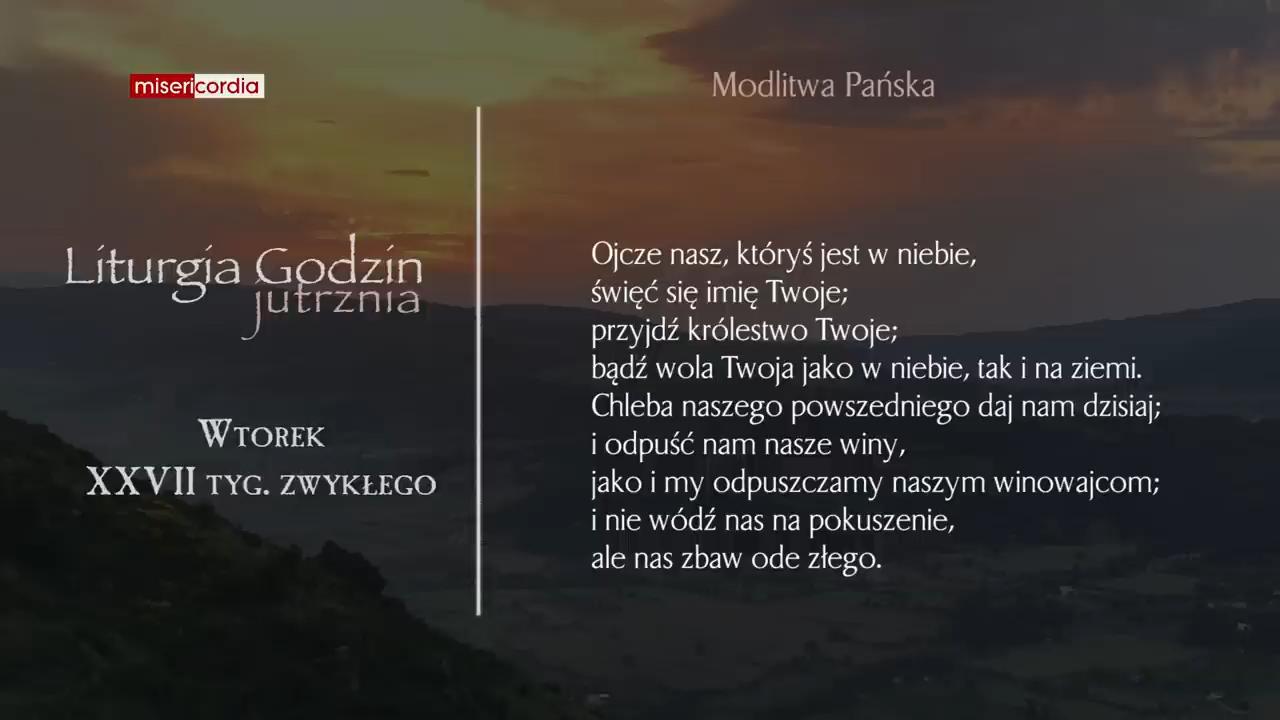 misericordia
Modlitwa Pańska
Liturgia Godzin
jutrznia
Wtorek
XXVII tyg. zwykłego
Ojcze nasz, któryś jest w niebie,
święć się imię Twoje;
przyjdź królestwo Twoje;
bądź wola Twoja jako w niebie, tak i na ziemi.
Chleba naszego powszedniego daj nam dzisiaj;
i odpuść nam nasze winy,
jako i my odpuszczamy naszym winowajcom;
i nie wódź nas na pokuszenie,
ale nas zbaw ode złego.